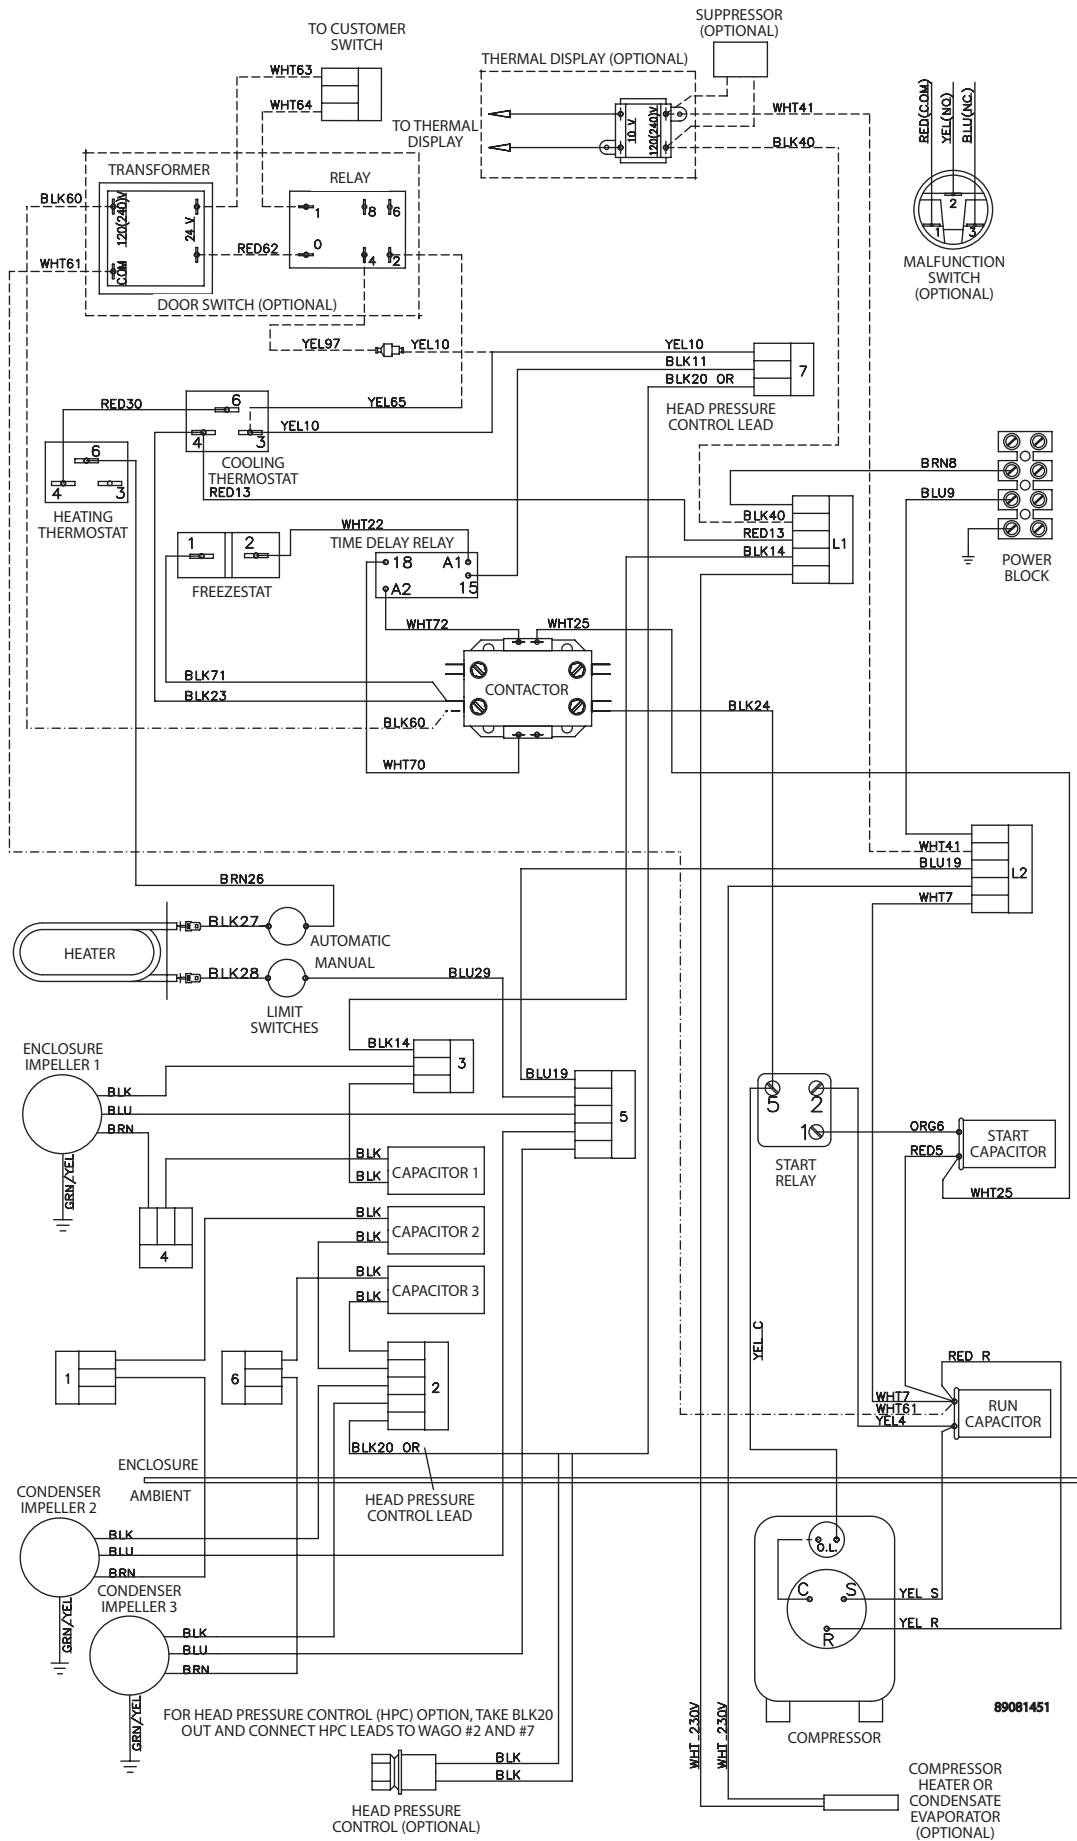 SUPPRESSOR
(OPTIONAL)
TO CUSTOMER
SWITCH
WHT63
WHT64
THERMAL DISPLAY (OPTIONAL)
TO THERMAL
DISPLAY
10 V
120(240)V
WHT41
BLK40
RED(COM)
YEL(NO)
BLU(NC)
2
1
3
MALFUNCTION
SWITCH
(OPTIONAL)
TRANSFORMER
RELAY
BLK60
120(240)V
24 V
COM
WHT61
RED62
1
8
6
0
4
2
DOOR SWITCH (OPTIONAL)
YEL97
YEL10
YEL10
BLK11
BLK20 OR
7
HEAD PRESSURE
CONTROL LEAD
RED30
6
4
3
YEL65
YEL10
COOLING
THERMOSTAT
RED13
6
4
3
HEATING
THERMOSTAT
BRN8
BLU9
POWER
BLOCK
BLK40
RED13
BLK14
L1
WHT22
TIME DELAY RELAY
1
2
FREEZESTAT
18
A1
A2
15
WHT72
WHT25
CONTACTOR
BLK71
BLK23
BLK60
BLK24
WHT70
WHT41
BLU19
L2
WHT7
BRN26
HEATER
BLK27
AUTOMATIC
MANUAL
BLK28
BLU29
LIMIT
SWITCHES
ENCLOSURE
IMPELLER 1
BLK
BLU
BRN
GRN/YEL
BLK14
3
BLU19
5
5
2
1
START
RELAY
ORG6
RED5
START
CAPACITOR
WHT25
BLK
BLK
CAPACITOR 1
4
BLK
BLK
CAPACITOR 2
BLK
BLK
CAPACITOR 3
1
6
2
YEL C
RED R
WHT7
WHT61
YEL4
RUN
CAPACITOR
BLK20 OR
ENCLOSURE
AMBIENT
HEAD PRESSURE
CONTROL LEAD
CONDENSER
IMPELLER 2
BLK
BLU
BRN
GRN/YEL
CONDENSER
IMPELLER 3
BLK
BLU
BRN
GRN/YEL
O.L.
C
S
R
YEL S
YEL R
COMPRESSOR
89081451
FOR HEAD PRESSURE CONTROL (HPC) OPTION, TAKE BLK20
OUT AND CONNECT HPC LEADS TO WAGO #2 AND #7
BLK
BLK
HEAD PRESSURE
CONTROL (OPTIONAL)
WHT 230V
WHT 230V
COMPRESSOR
HEATER OR
CONDENSATE
EVAPORATOR
(OPTIONAL)